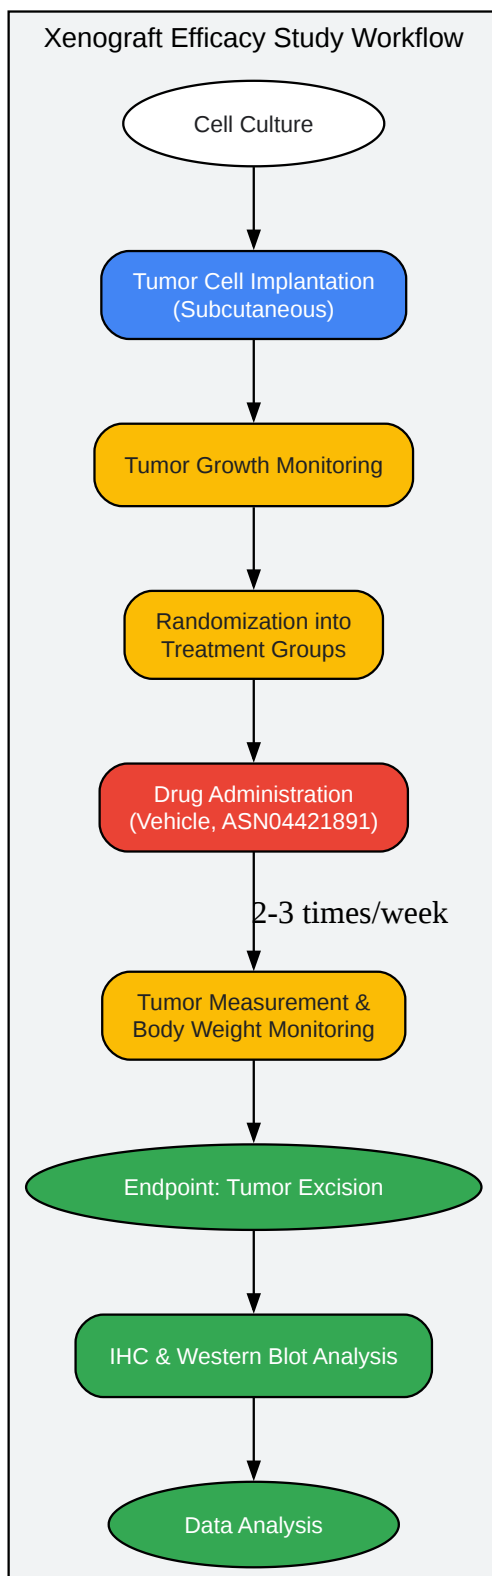 Xenograft Efficacy Study Workflow
Cell Culture
Tumor Cell Implantation
(Subcutaneous)
Tumor Growth Monitoring
Randomization into
Treatment Groups
Drug Administration
(Vehicle, ASN04421891)
2-3 times/week
Tumor Measurement &
Body Weight Monitoring
Endpoint: Tumor Excision
IHC & Western Blot Analysis
Data Analysis